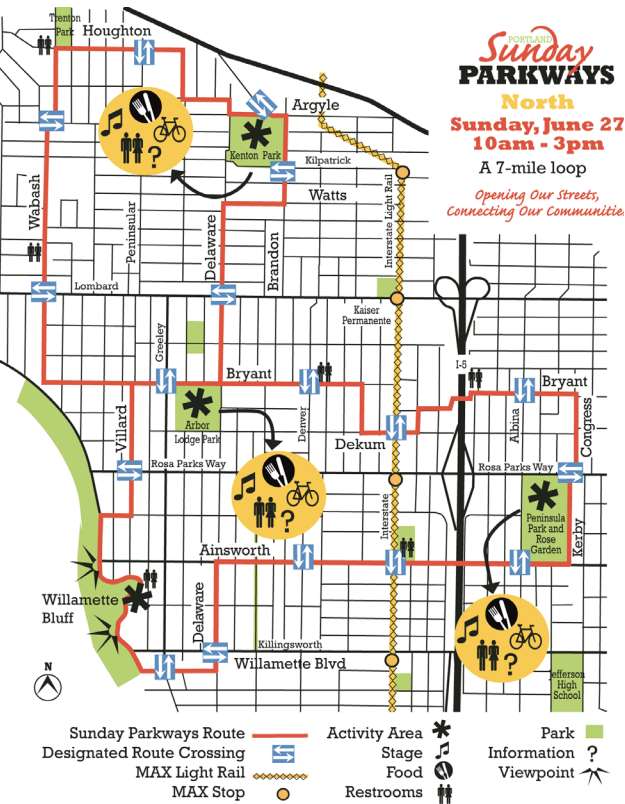 Trenton
Park
Houghton
PORTLAND
Sunday
PARKWAYS
North
Sunday, June 27
10am - 3pm
A 7-mile loop
Opening Our Streets,
Connecting Our Communities
Argyle
?
Kenton Park
Kilpatrick
Watts
Wabash
Peninsular
Delaware
Brandon
Interstate Light Rail
Lombard
Kaiser
Permanente
Greeley
I-5
Bryant
Bryant
Arbor
Lodge Park
Villard
Denver
Dekum
Albina
Congress
Rosa Parks Way
Rosa Parks Way
?
Interstate
Peninsula
Park and
Rose
Garden
Kerby
Ainsworth
Willamette
Bluff
Delaware
Killingsworth
Willamette Blvd
?
Jefferson
High
School
N
Sunday Parkways Route
Designated Route Crossing
MAX Light Rail
MAX Stop
Activity Area
Stage
Food
Restrooms
Park
Information ?
Viewpoint